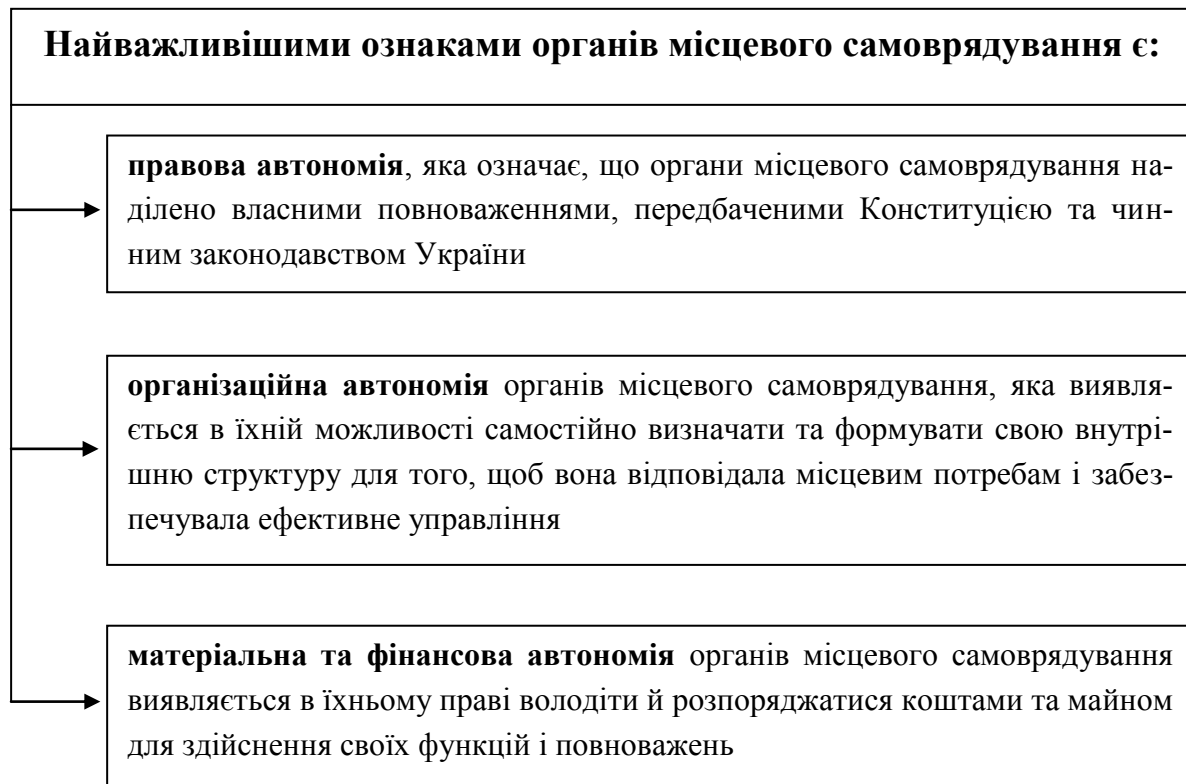 Найважливішими ознаками органів місцевого самоврядування є:
правова автономія, яка означає, що органи місцевого самоврядування на-
ділено власними повноваженнями, передбаченими Конституцією та чин-
ним законодавством України
організаційна автономія органів місцевого самоврядування, яка виявля-
ється в їхній можливості самостійно визначати та формувати свою внутрі-
шню структуру для того, щоб вона відповідала місцевим потребам і забез-
печувала ефективне управління
матеріальна та фінансова автономія органів місцевого самоврядування
виявляється в їхньому праві володіти й розпоряджатися коштами та майном
для здійснення своїх функцій і повноважень